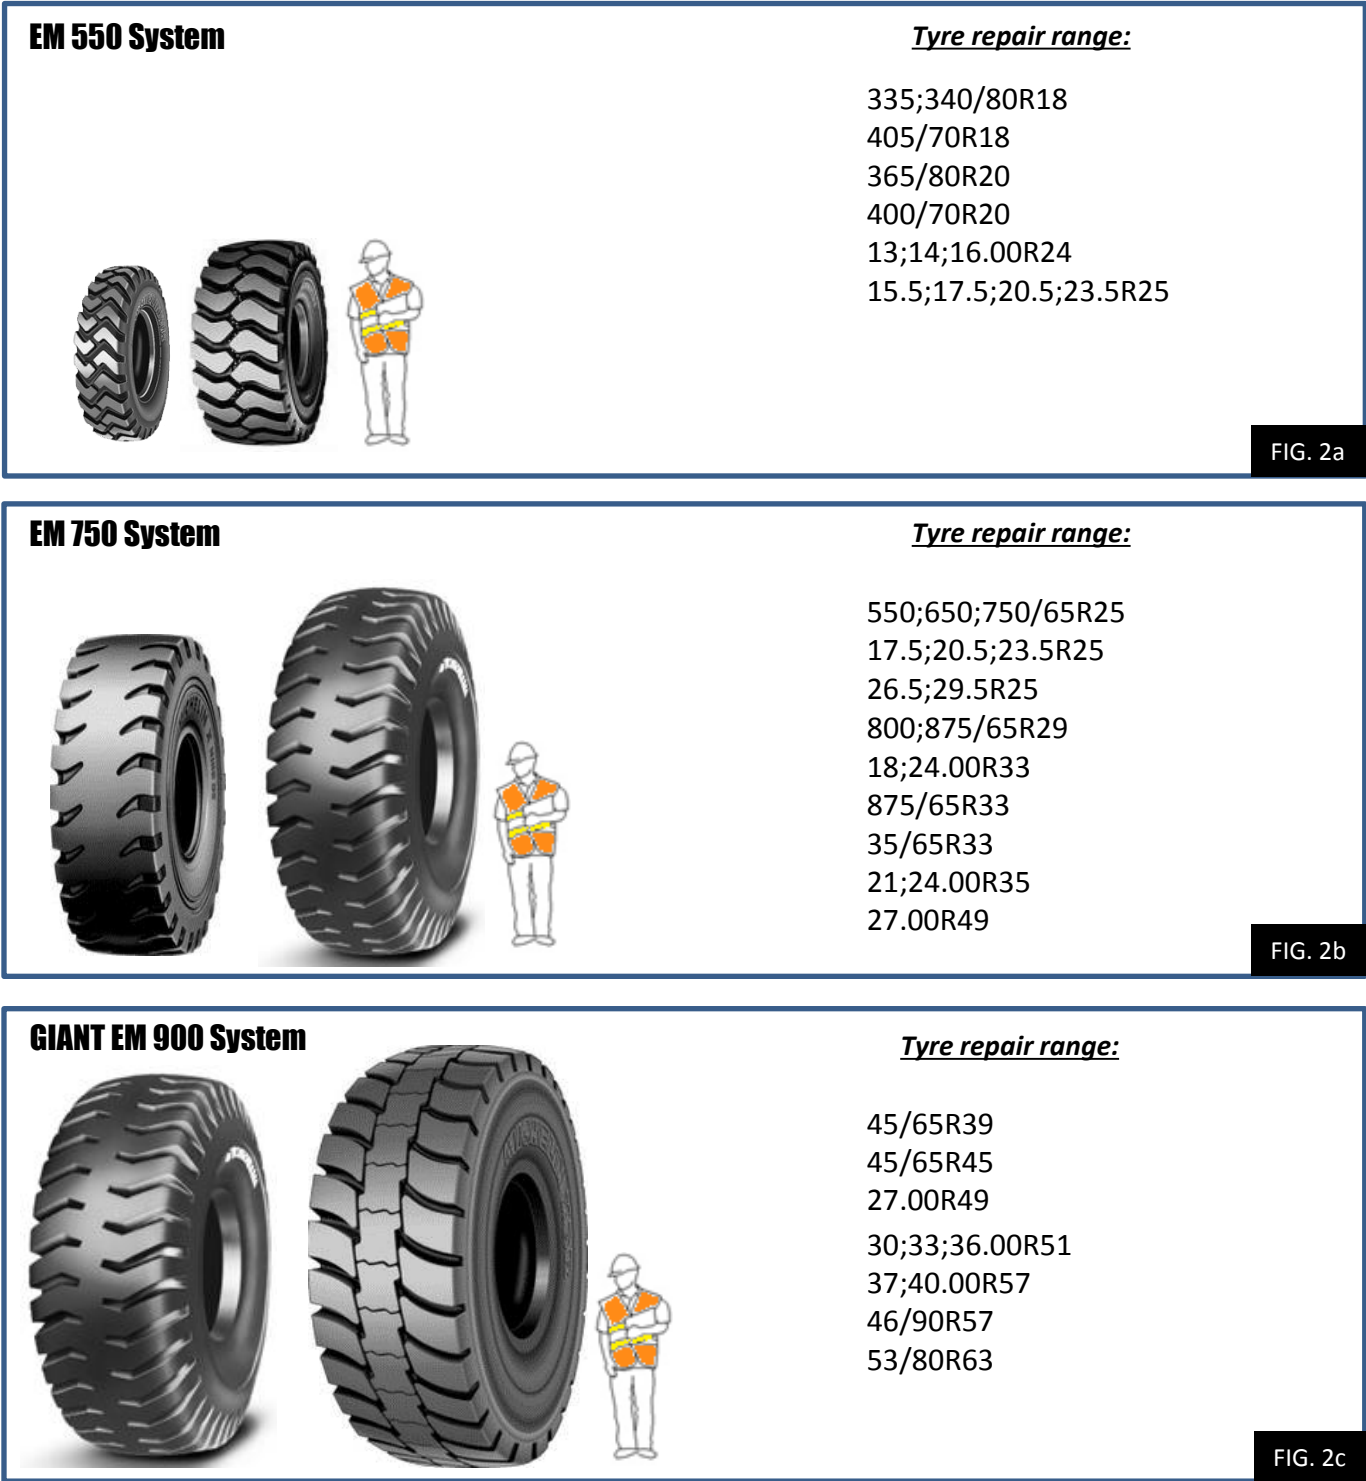 EM 550 System
Tyre repair range:
335;340/80R18
405/70R18
365/80R20
400/70R20
13;14;16.00R24
15.5;17.5;20.5;23.5R25
FIG. 2a
EM 750 System
Tyre repair range:
550;650;750/65R25
17.5;20.5;23.5R25
26.5;29.5R25
800;875/65R29
18;24.00R33
875/65R33
35/65R33
21;24.00R35
27.00R49
FIG. 2b
GIANT EM 900 System
Tyre repair range:
45/65R39
45/65R45
27.00R49
30;33;36.00R51
37;40.00R57
46/90R57
53/80R63
FIG. 2c